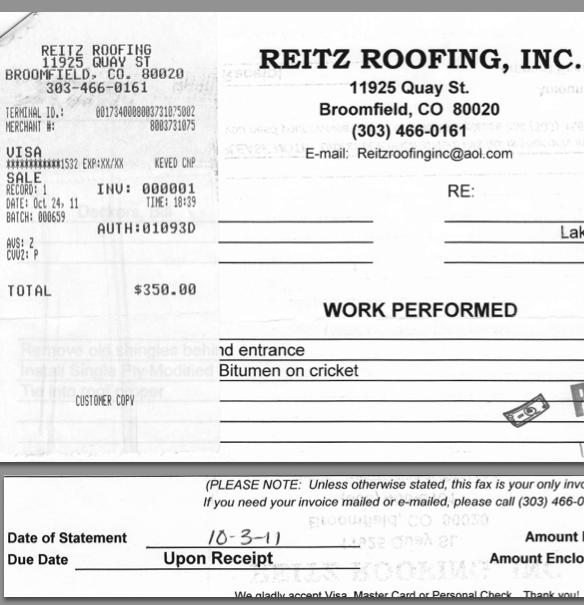 REITZ ROOFING
11925 QUAY ST
BROOMFIELD, CO. 80020
303-466-0161
TERMINAL ID.: 001734000800373107S002
MERCHANT #: 8003731075
VISA
************1532 EXP:XX/XX KEYED CNP
SALE
RECORD: 1 INV: 000001
DATE: Oct 24, 11 TIME: 18:39
BATCH: 000659
AUTH:01093D
AVS: Z
CVV2: P
TOTAL $350.00
CUSTOMER COPY
REITZ ROOFING, INC.
11925 Quay St.
Broomfield, CO 80020
(303) 466-0161
E-mail: Reitzroofinginc@aol.com
RE:
WORK PERFORMED
Remove old shingles behind entrance
Install Single Ply Modified Bitumen on cricket
Tie into roof
(PLEASE NOTE: Unless otherwise stated, this fax is your only
If you need your invoice mailed or e-mailed, please call (303) 466-0
Date of Statement 10-3-11 Amount
Due Date Upon Receipt Amount
We gladly accept Visa, Master Card or Personal Check. Thank you!